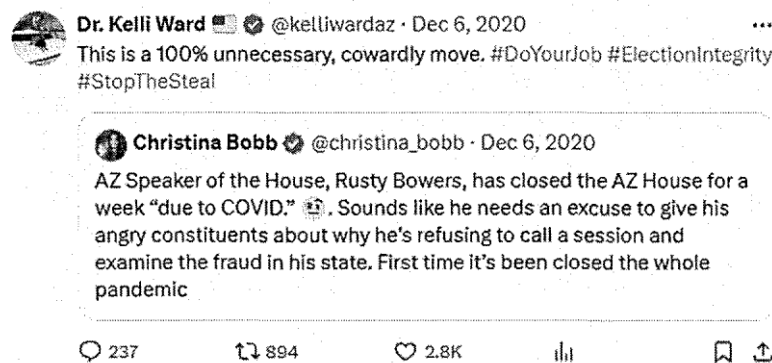 Dr. Kelli Ward 🇺🇸 @kelliwardaz · Dec 6, 2020
This is a 100% unnecessary, cowardly move. #DoYourJob #ElectionIntegrity
#StopTheSteal
Christina Bobb @christina_bobb · Dec 6, 2020
AZ Speaker of the House, Rusty Bowers, has closed the AZ House for a
week “due to COVID.” 🤨. Sounds like he needs an excuse to give his
angry constituents about why he's refusing to call a session and
examine the fraud in his state. First time it's been closed the whole
pandemic
237 894 2.8K